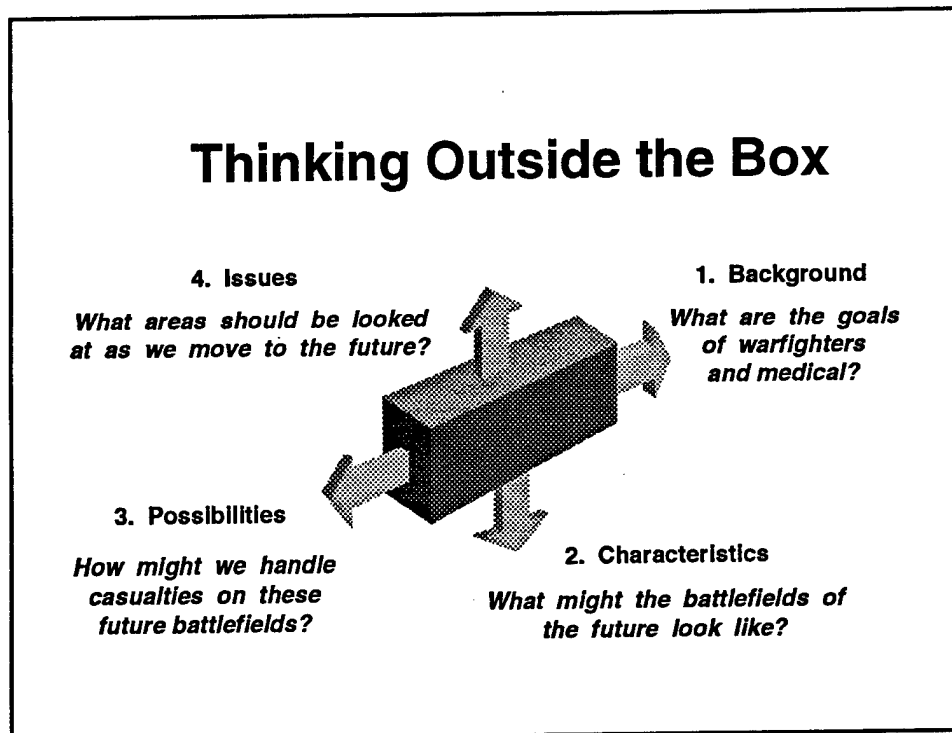 Thinking Outside the Box
1. Background
What are the goals
of warfighters
and medical?
2. Characteristics
What might the battlefields of
the future look like?
3. Possibilities
How might we handle
casualties on these
future battlefields?
4. Issues
What areas should be looked
at as we move to the future?